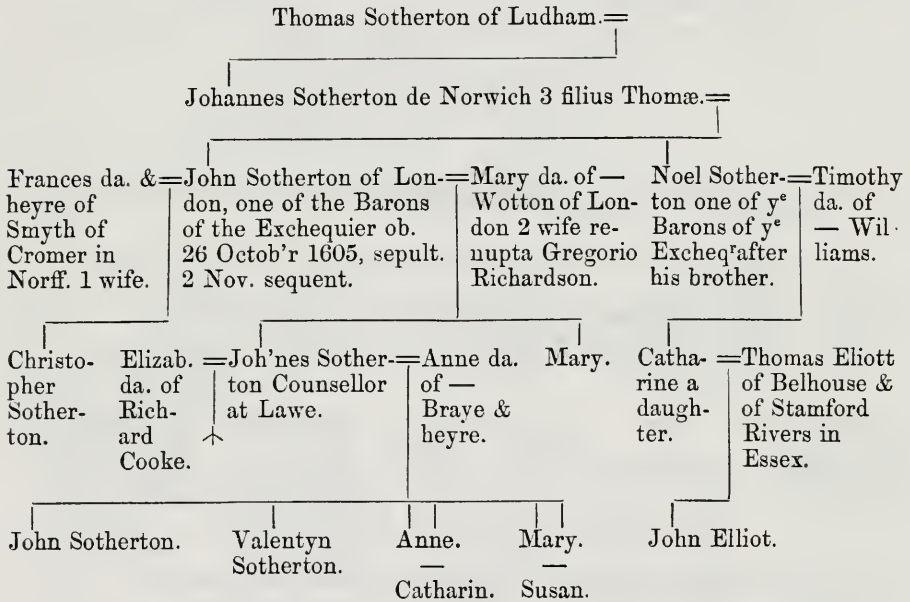 Thomas Sotherton of Ludham.=
Johannes Sotherton de Norwich 3 filius Thomæ.=
Frances da. &
heyre of
Smyth of
Cromer in
Norff. 1 wife.
=John Sotherton of Lon-=
don, one of the Barons
of the Exchequier ob.
26 Octob'r 1605, sepult.
2 Nov. sequent.
Mary da. of —
Wotton of Lon-
don 2 wife re-
nupta Gregorio
Richardson.
Noel Sother-=
ton one of yᵉ
Barons of yᵉ
Excheqʳ after
his brother.
Timothy
da. of
— Wil-
liams.
Christo-
pher
Sother-
ton.
Elizab.
da. of
Rich-
ard
Cooke.
=Joh'nes Sother-=
ton Counsellor
at Lawe.
Anne da.
of —
Braye &
heyre.
Mary.
Catha-
rine a
daugh-
ter.
=Thomas Eliott
of Belhouse &
of Stamford
Rivers in
Essex.
John Sotherton.
Valentyn
Sotherton.
Anne.
—
Catharin.
Mary.
—
Susan.
John Elliot.